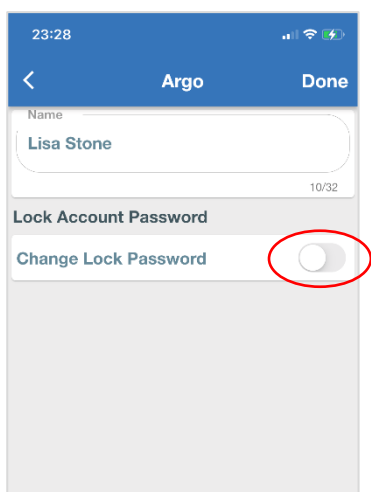 23:28
Argo
Done
Name
Lisa Stone
10/32
Lock Account Password
Change Lock Password